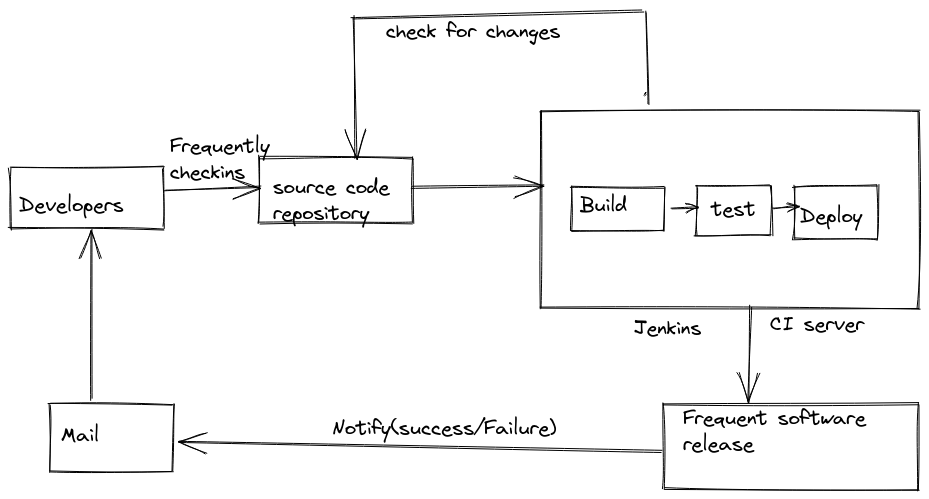 check for changes
Frequently
checkins
Developers
source code
repository
Build
test
Deploy
Jenkins
CI server
Frequent software
release
Notify(success/Failure)
Mail